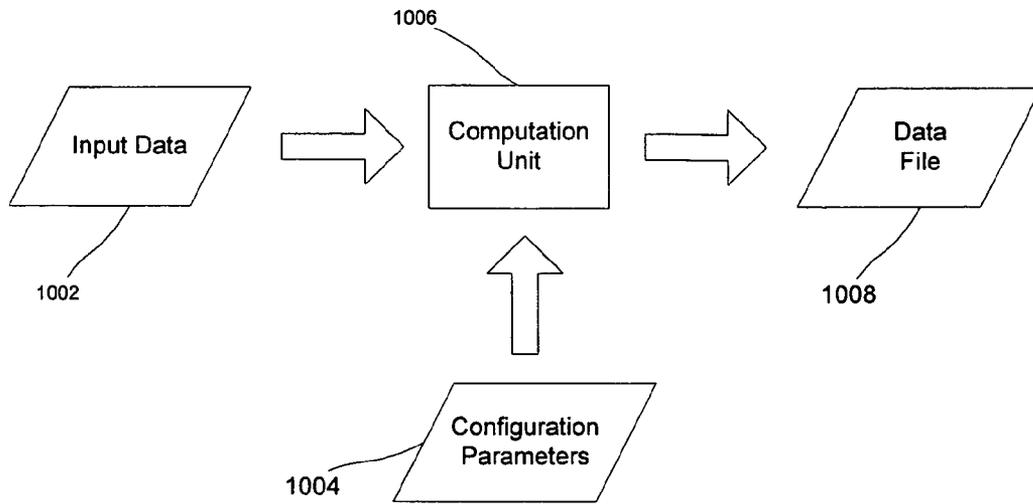 1006
Input Data
Computation
Unit
Data
File
1002
1008
Configuration
Parameters
1004